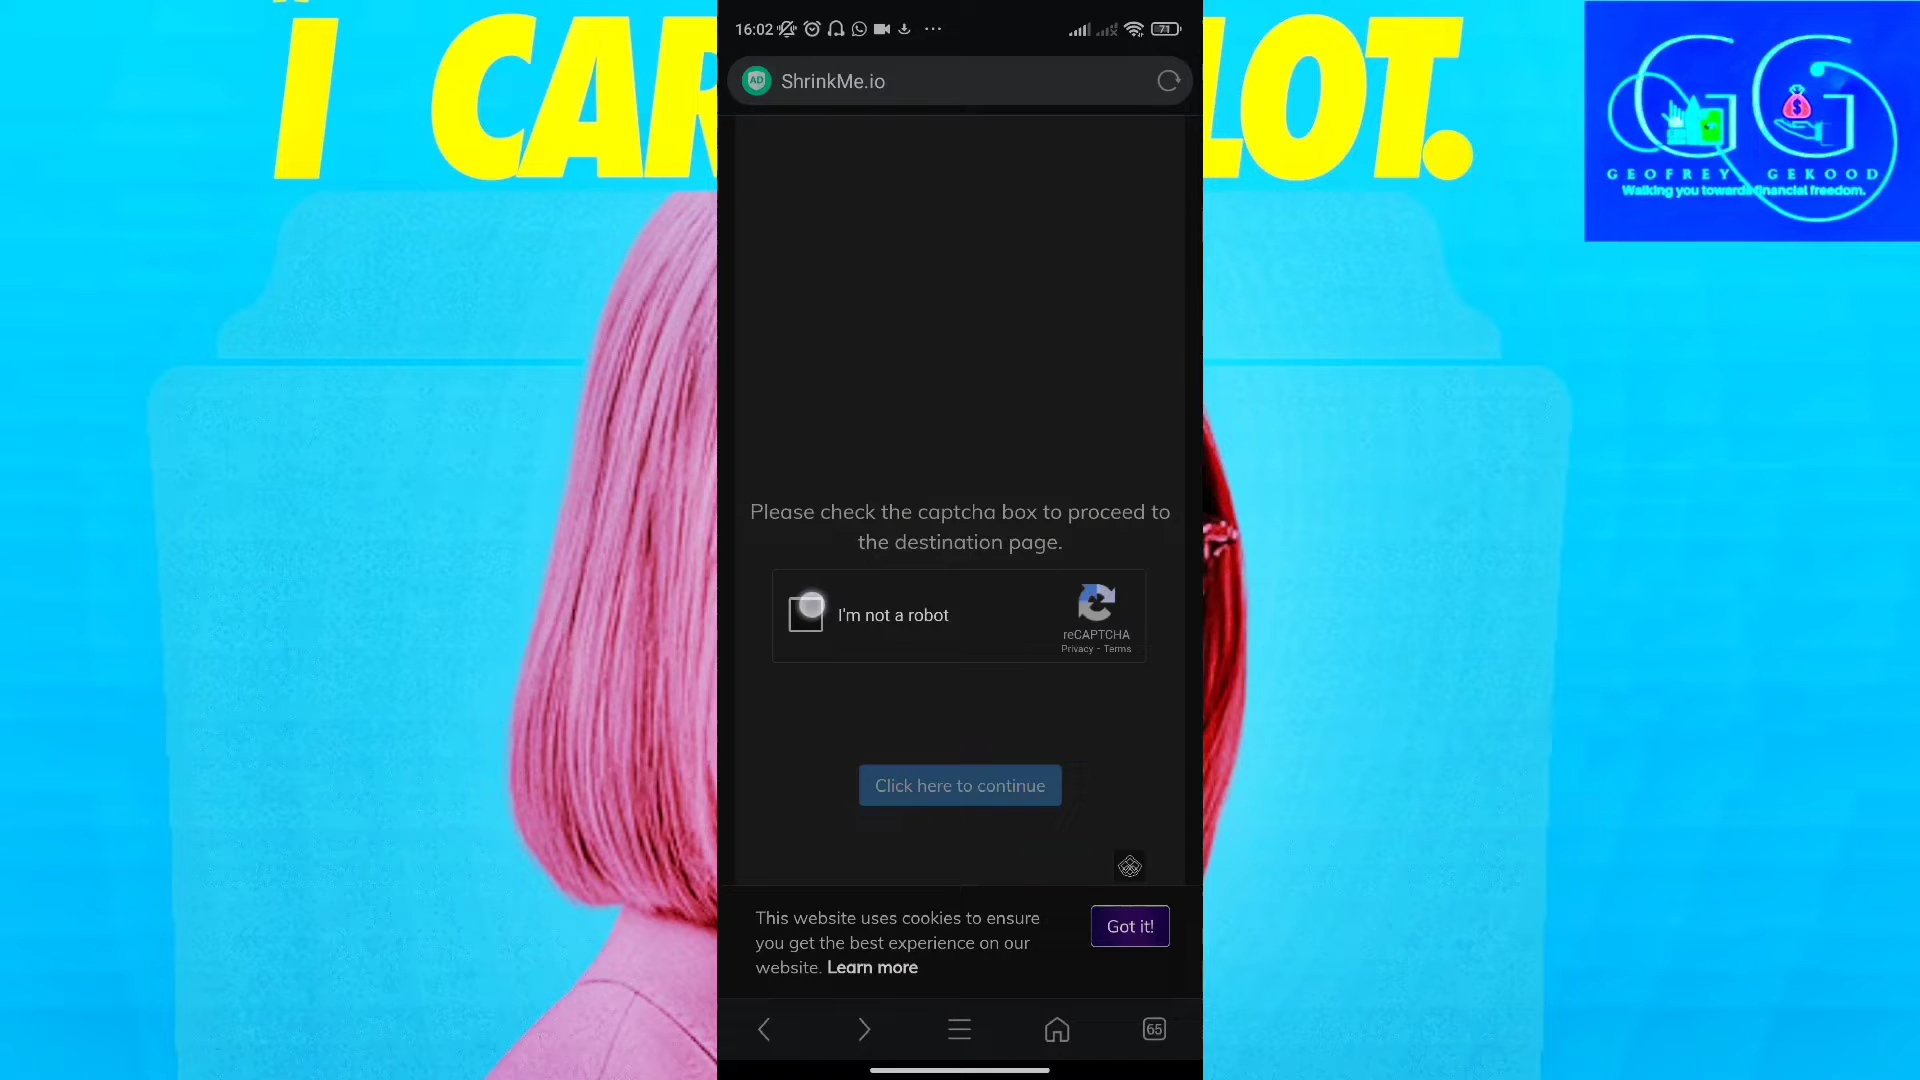 I CAR
LOT.
16:02
71
AD
ShrinkMe.io
GEOFREY GEKOOD
Walking you towards financial freedom.
Please check the captcha box to proceed to
the destination page.
I'm not a robot
reCAPTCHA
Privacy - Terms
Click here to continue
This website uses cookies to ensure
you get the best experience on our
website. Learn more
Got it!
65